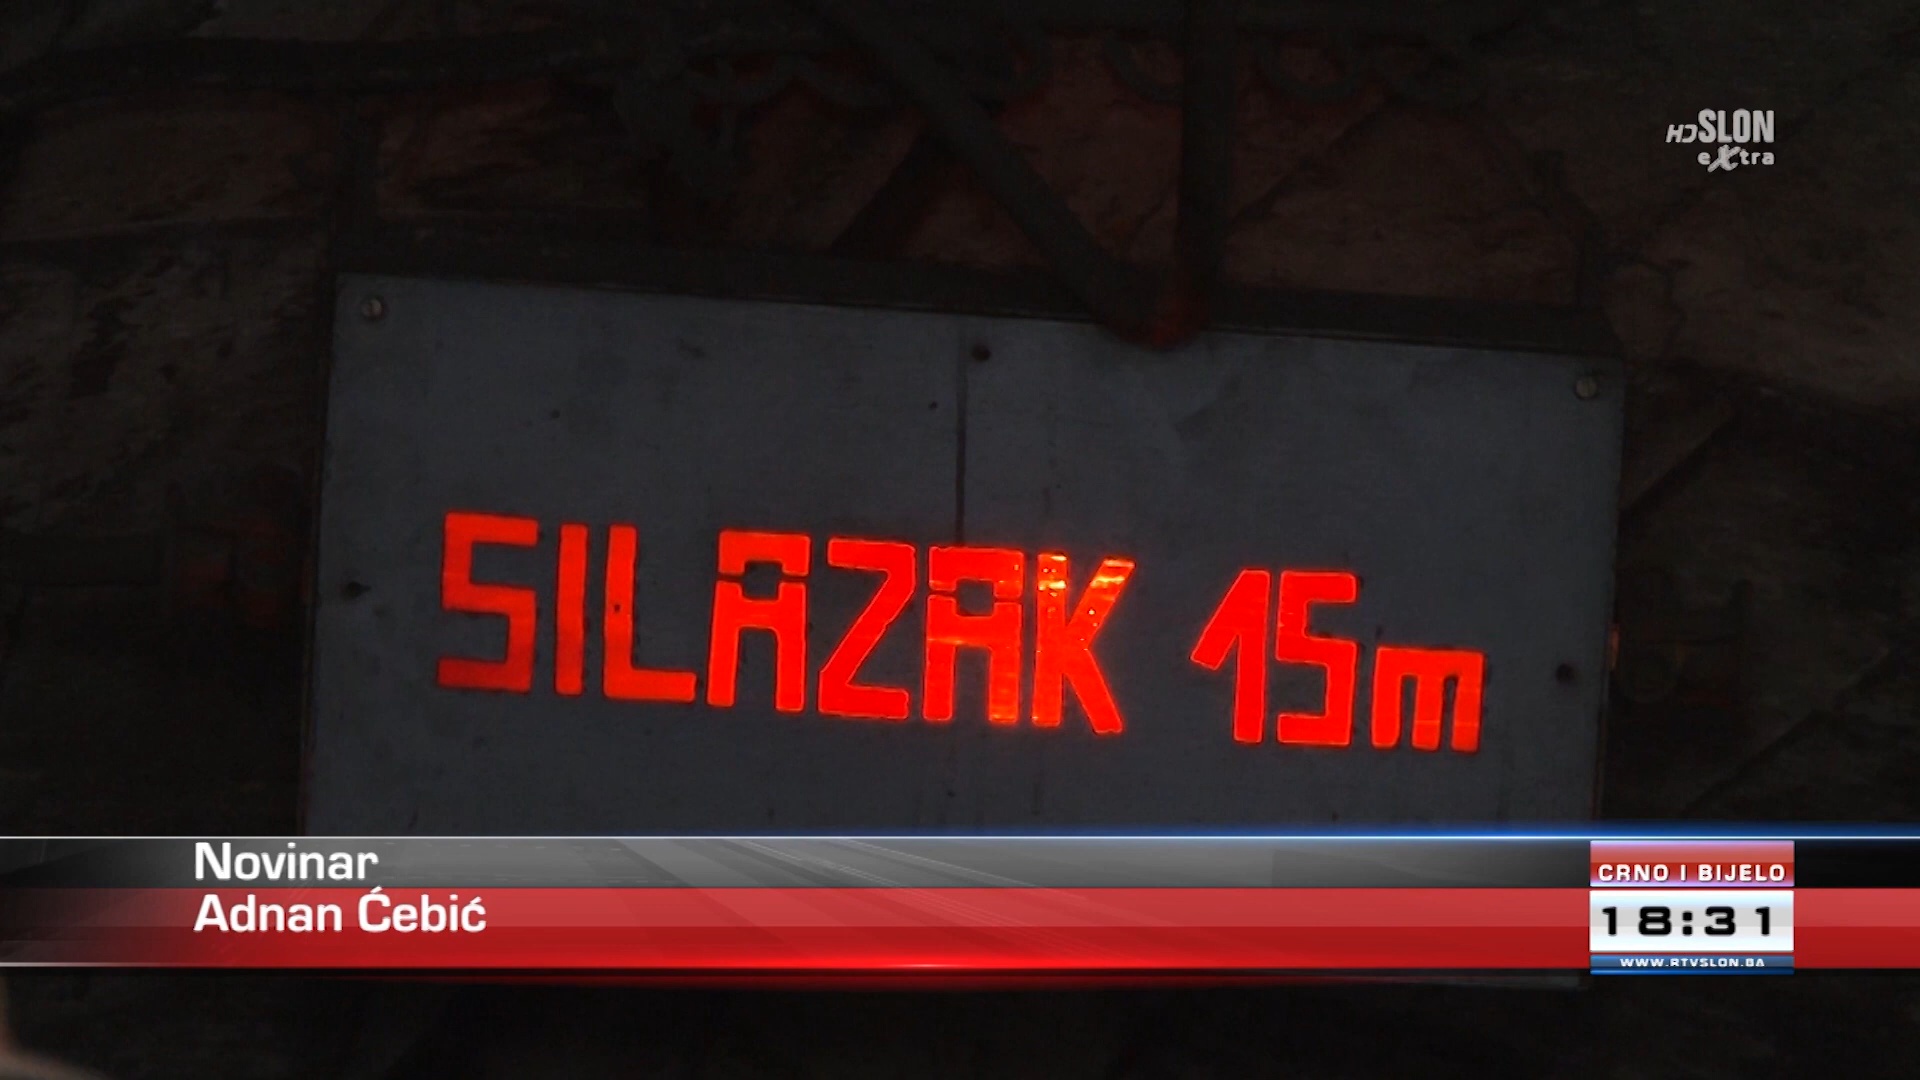 HD SLON
eXtra
SILAZAK 15m
Novinar
Adnan Ćebić
CRNO I BIJELO
18:31
WWW.RTVSLON.BA